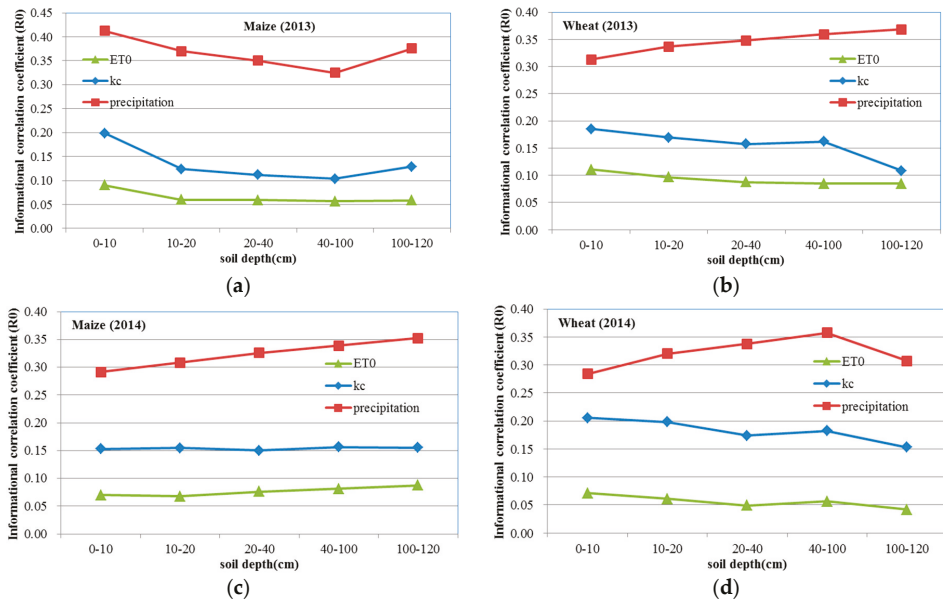 Maize (2013)
Informational correlation coefficient (R0)
0.45
0.40
0.35
0.30
0.25
0.20
0.15
0.10
0.05
0.00
ET0
kc
precipitation
0-10 10-20 20-40 40-100 100-120
soil depth(cm)
(a)
Wheat (2013)
Informational correlation coefficient (R0)
0.40
0.35
0.30
0.25
0.20
0.15
0.10
0.05
0.00
ET0
kc
precipitation
0-10 10-20 20-40 40-100 100-120
soil depth(cm)
(b)
Maize (2014)
Informational correlation coefficient (R0)
0.40
0.35
0.30
0.25
0.20
0.15
0.10
0.05
0.00
ET0
kc
precipitation
0-10 10-20 20-40 40-100 100-120
soil depth(cm)
(c)
Wheat (2014)
Informational correlation coefficient (R0)
0.40
0.35
0.30
0.25
0.20
0.15
0.10
0.05
0.00
ET0
kc
precipitation
0-10 10-20 20-40 40-100 100-120
soil depth(cm)
(d)